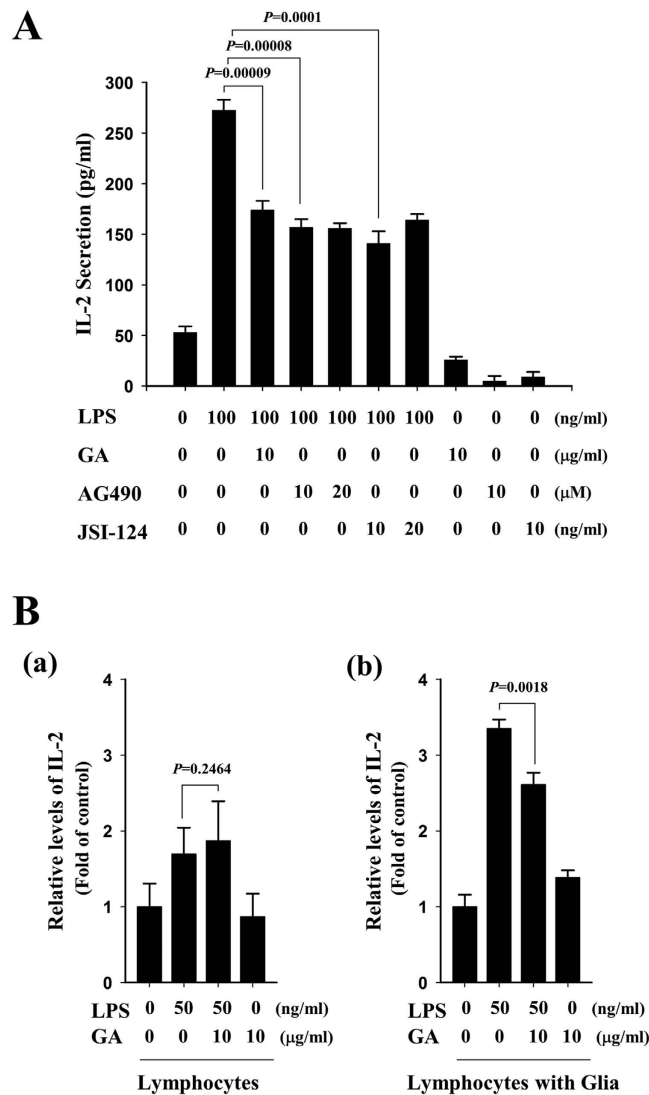 A
P=0.0001
P=0.00008
P=0.00009
IL-2 Secretion (pg/ml)
300
250
200
150
100
50
0
LPS 0 100 100 100 100 100 100 0 0 0 (ng/ml)
GA 0 0 10 0 0 0 0 10 0 0 (µg/ml)
AG490 0 0 0 10 20 0 0 0 10 0 (µM)
JSI-124 0 0 0 0 0 10 20 0 0 10 (ng/ml)
B
(a)
Relative levels of IL-2
(Fold of control)
4
3
2
1
0
P=0.2464
LPS 0 50 50 0 (ng/ml)
GA 0 0 10 10 (µg/ml)
Lymphocytes
(b)
Relative levels of IL-2
(Fold of control)
4
3
2
1
0
P=0.0018
LPS 0 50 50 0 (ng/ml)
GA 0 0 10 10 (µg/ml)
Lymphocytes with Glia